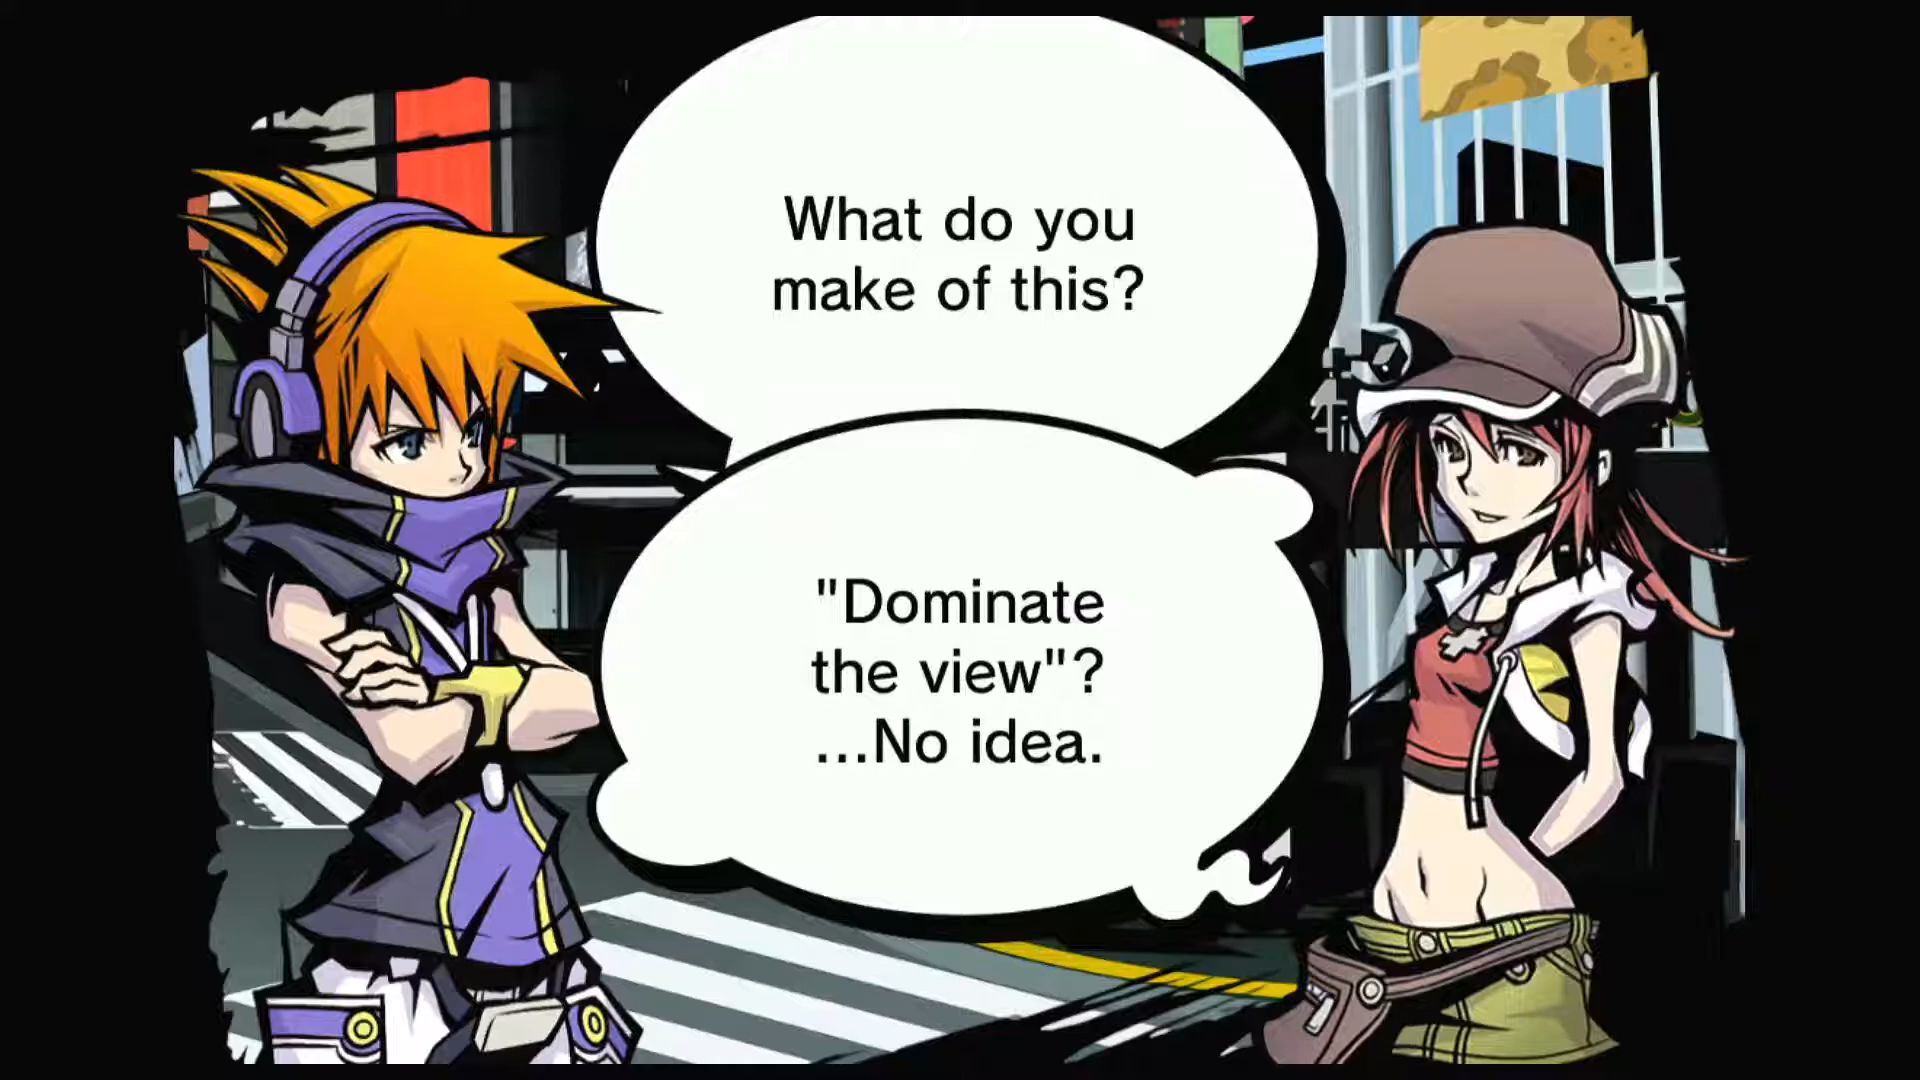 What do you
make of this?
"Dominate
the view"?
...No idea.